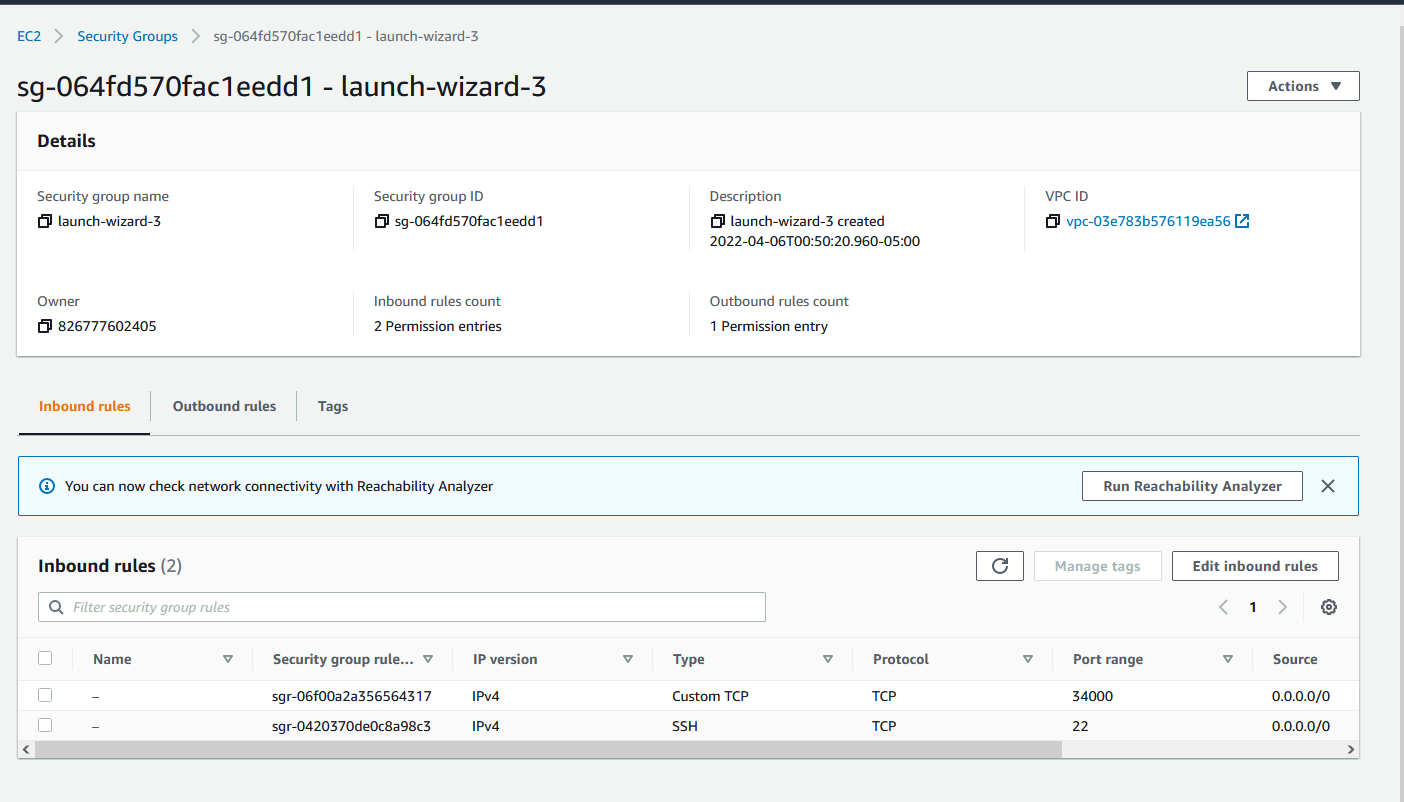 EC2 > Security Groups > sg-064fd570fac1eedd1 - launch-wizard-3
sg-064fd570fac1eedd1 - launch-wizard-3
Actions
Details
Security group name
launch-wizard-3
Security group ID
sg-064fd570fac1eedd1
Description
launch-wizard-3 created
2022-04-06T00:50:20.960-05:00
VPC ID
vpc-03e783b576119ea56
Owner
826777602405
Inbound rules count
2 Permission entries
Outbound rules count
1 Permission entry
Inbound rules Outbound rules Tags
You can now check network connectivity with Reachability Analyzer Run Reachability Analyzer
Inbound rules (2) Manage tags Edit inbound rules
Filter security group rules 1
Name Security group rule... IP version Type Protocol Port range Source
– sgr-06f00a2a356564317 IPv4 Custom TCP TCP 34000 0.0.0.0/0
– sgr-0420370de0c8a98c3 IPv4 SSH TCP 22 0.0.0.0/0